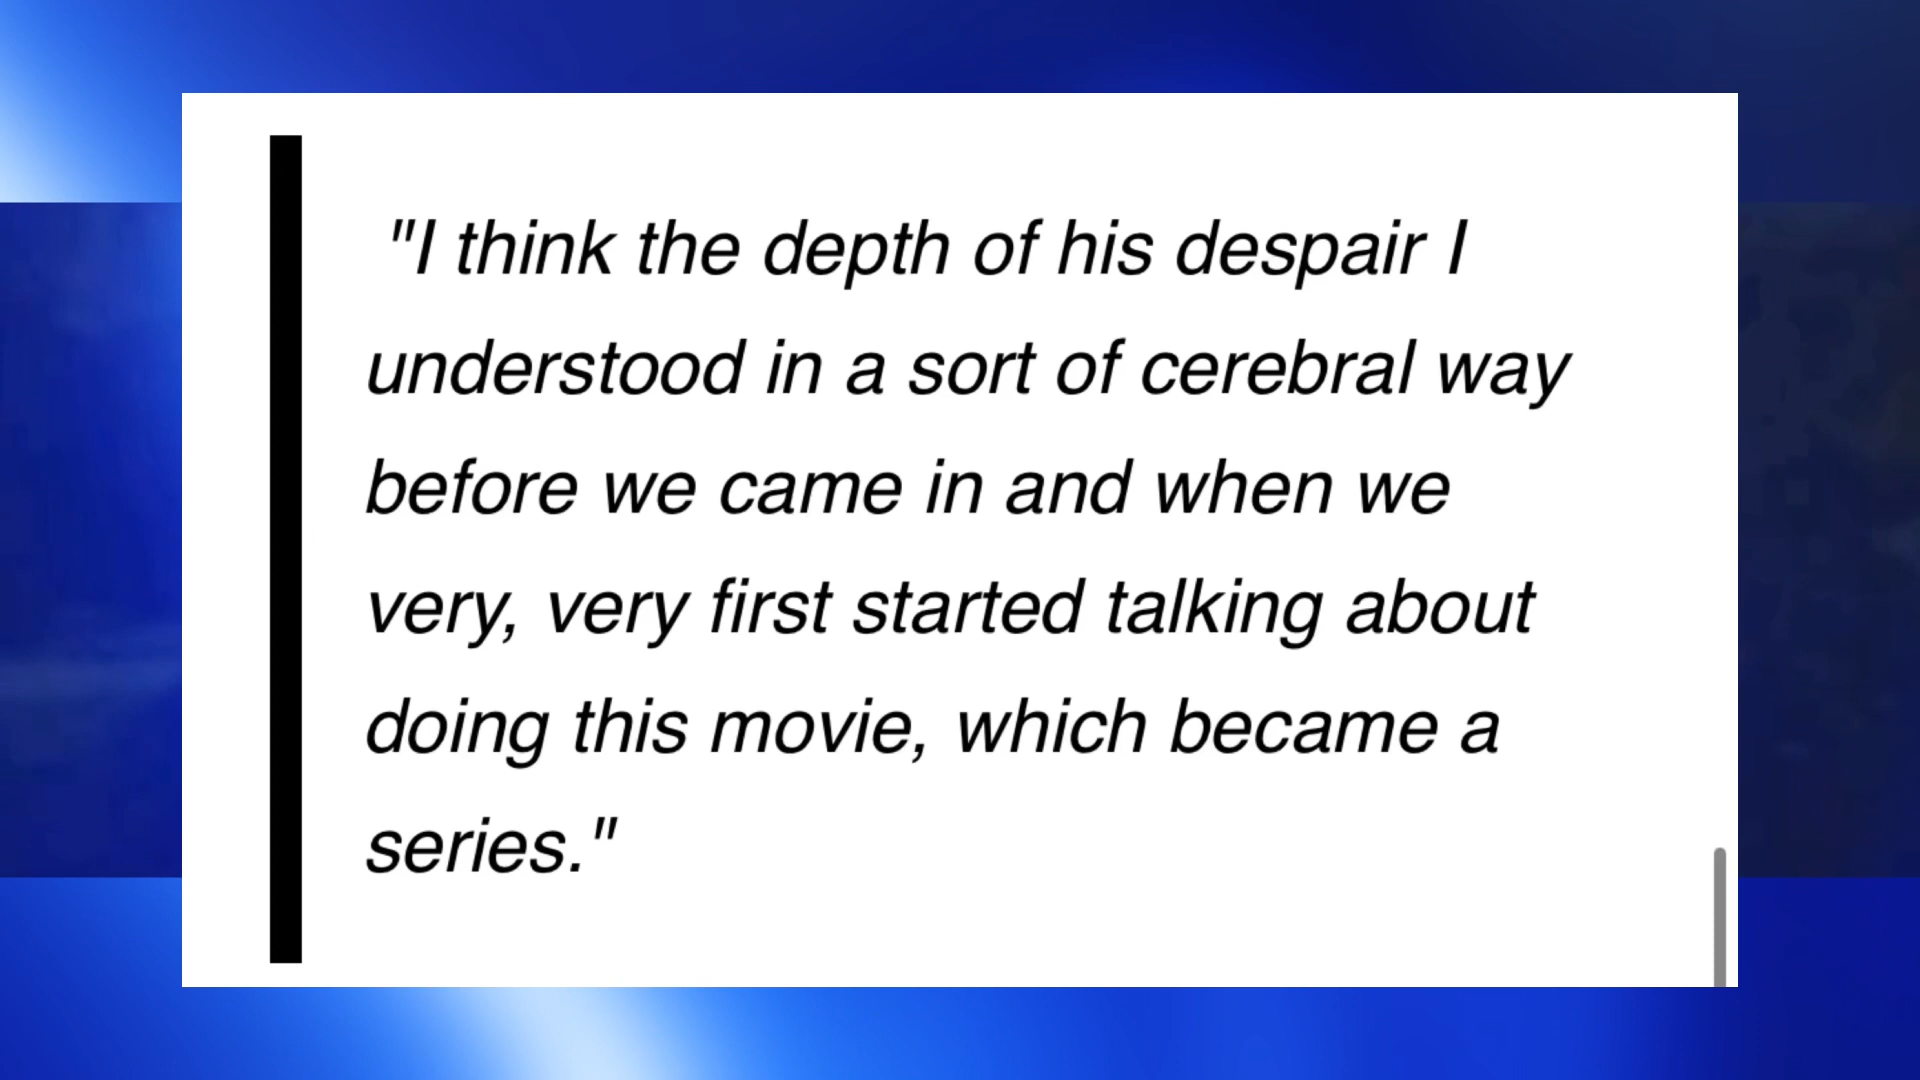 "I think the depth of his despair I
understood in a sort of cerebral way
before we came in and when we
very, very first started talking about
doing this movie, which became a
series."